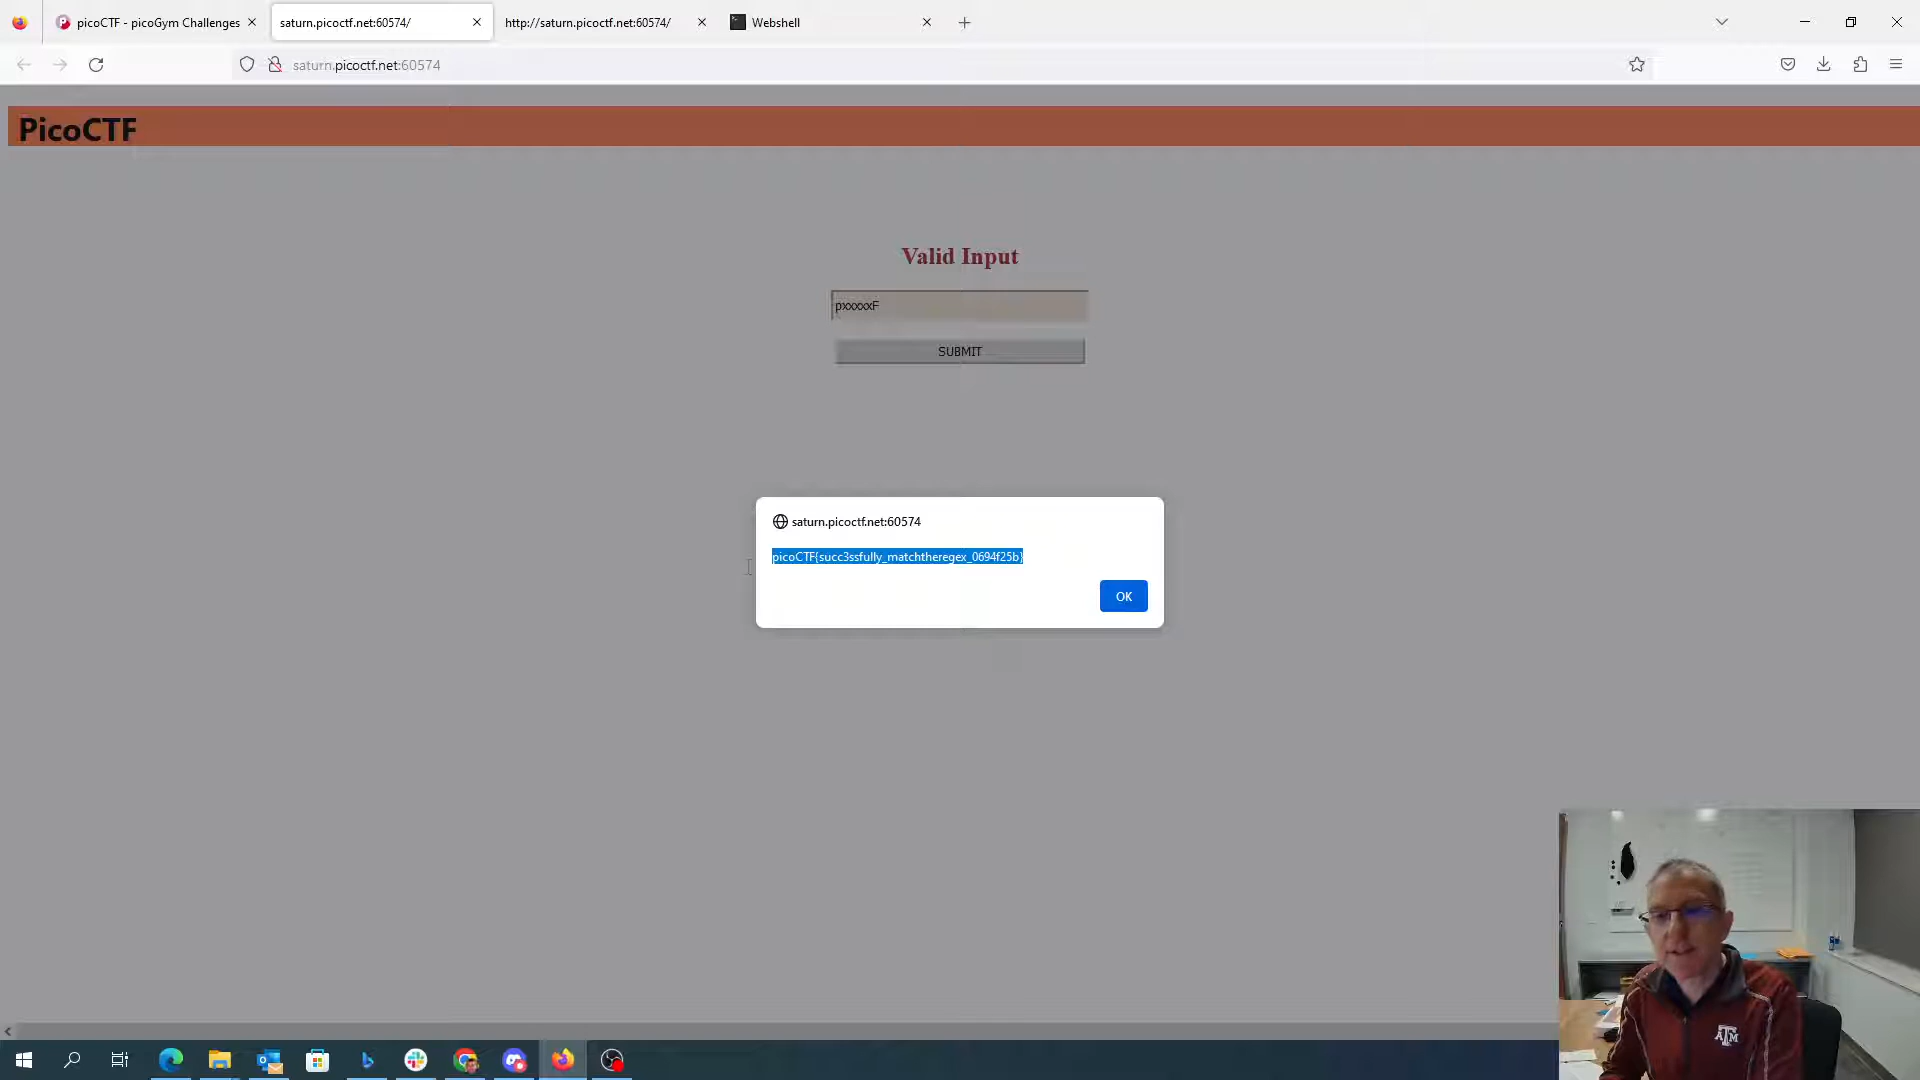 picoCTF - picoGym Challenges
saturn.picoctf.net:60574/
http://saturn.picoctf.net:60574/
Webshell
saturn.picoctf.net:60574
PicoCTF
Valid Input
pxxxxxF
SUBMIT
saturn.picoctf.net:60574
picoCTF{succ3ssfully_matchtheregex_0694f25b}
OK
ATM